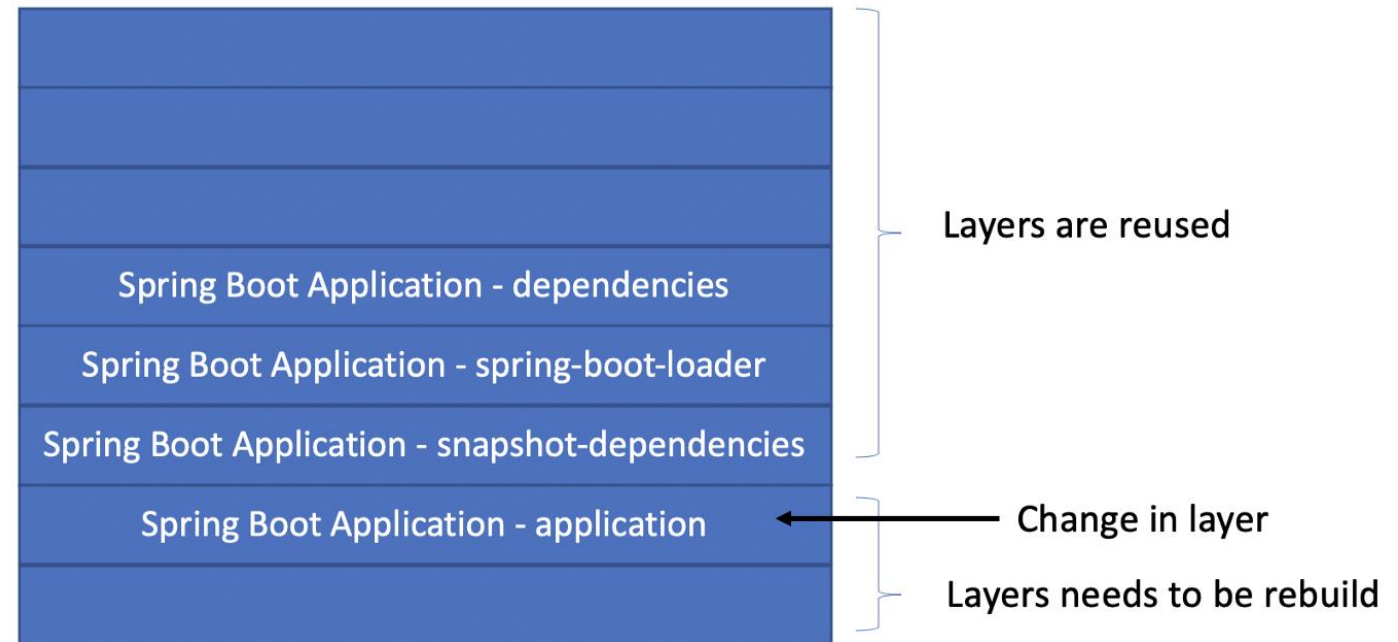 Layers are reused
Spring Boot Application - dependencies
Spring Boot Application - spring-boot-loader
Spring Boot Application - snapshot-dependencies
Spring Boot Application - application
Change in layer
Layers needs to be rebuild